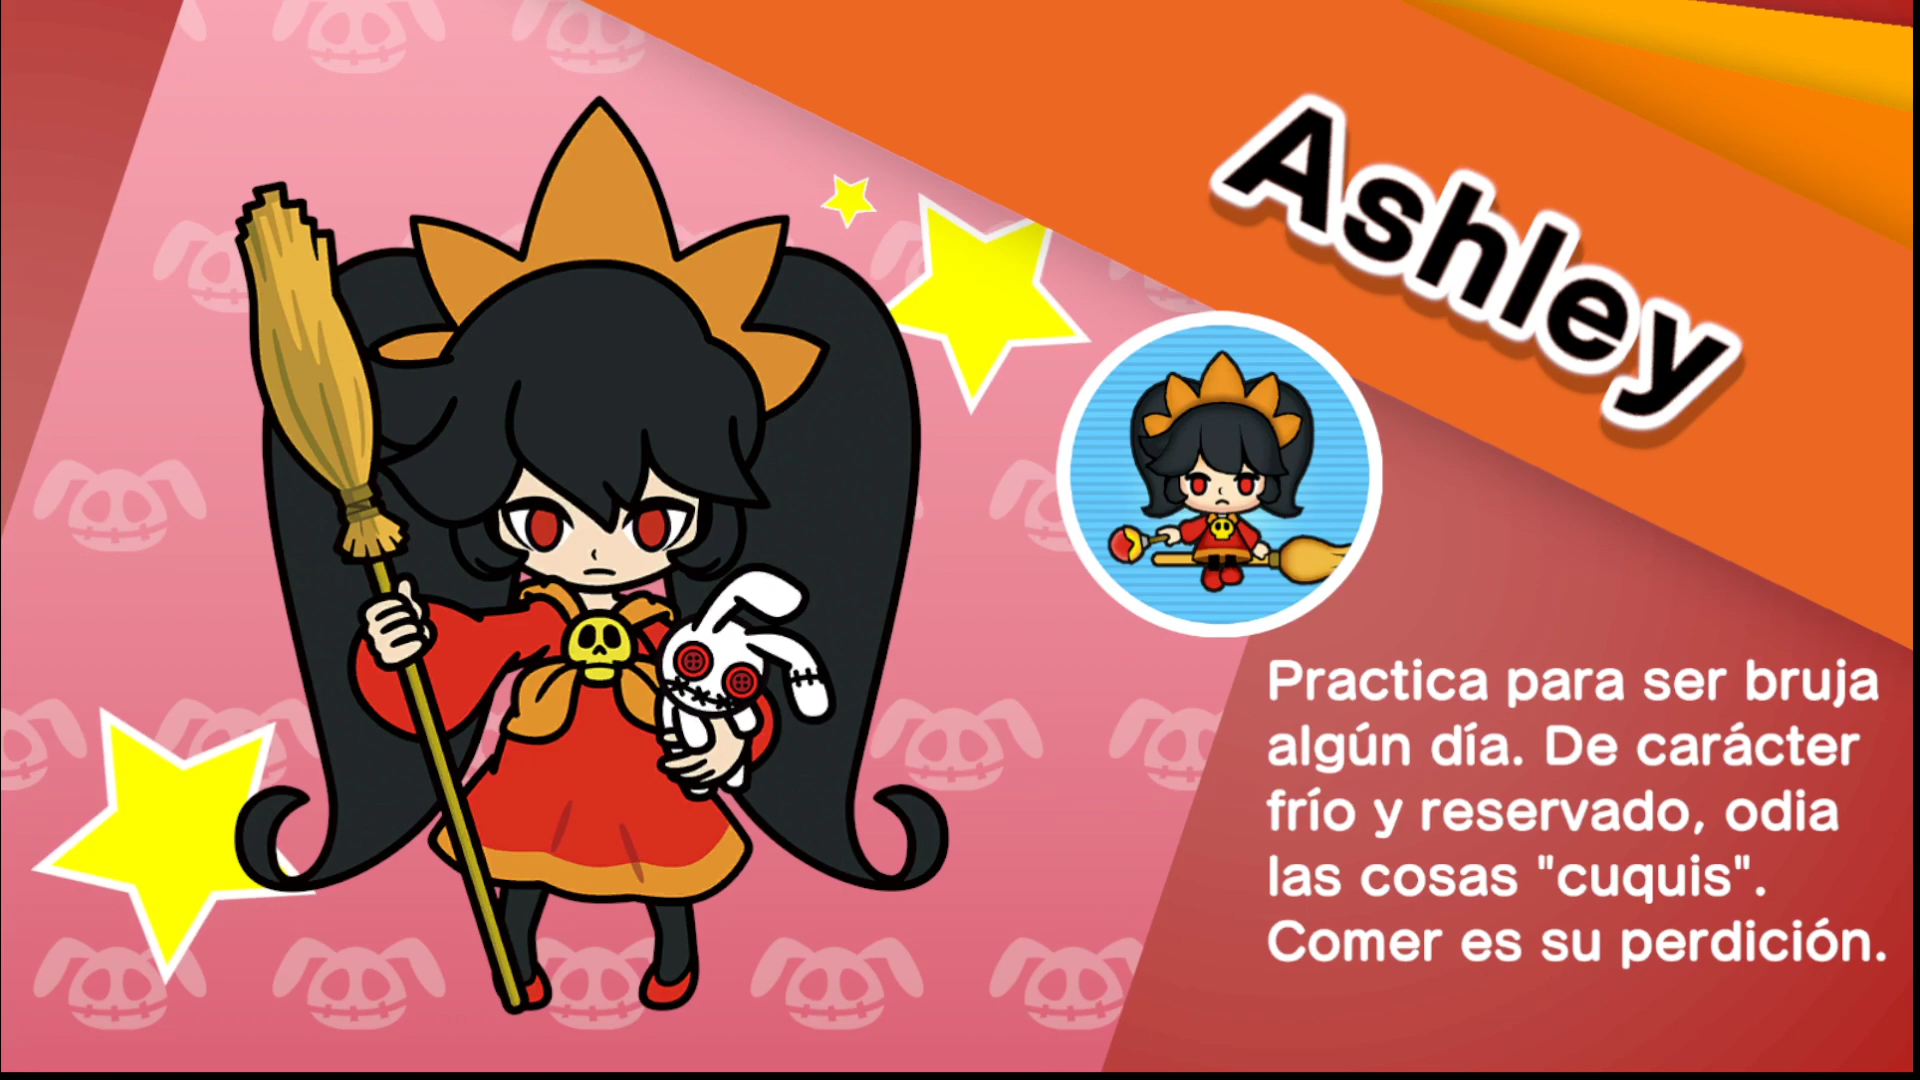 Ashley
Practica para ser bruja
algún día. De carácter
frío y reservado, odia
las cosas "cuquis".
Comer es su perdición.